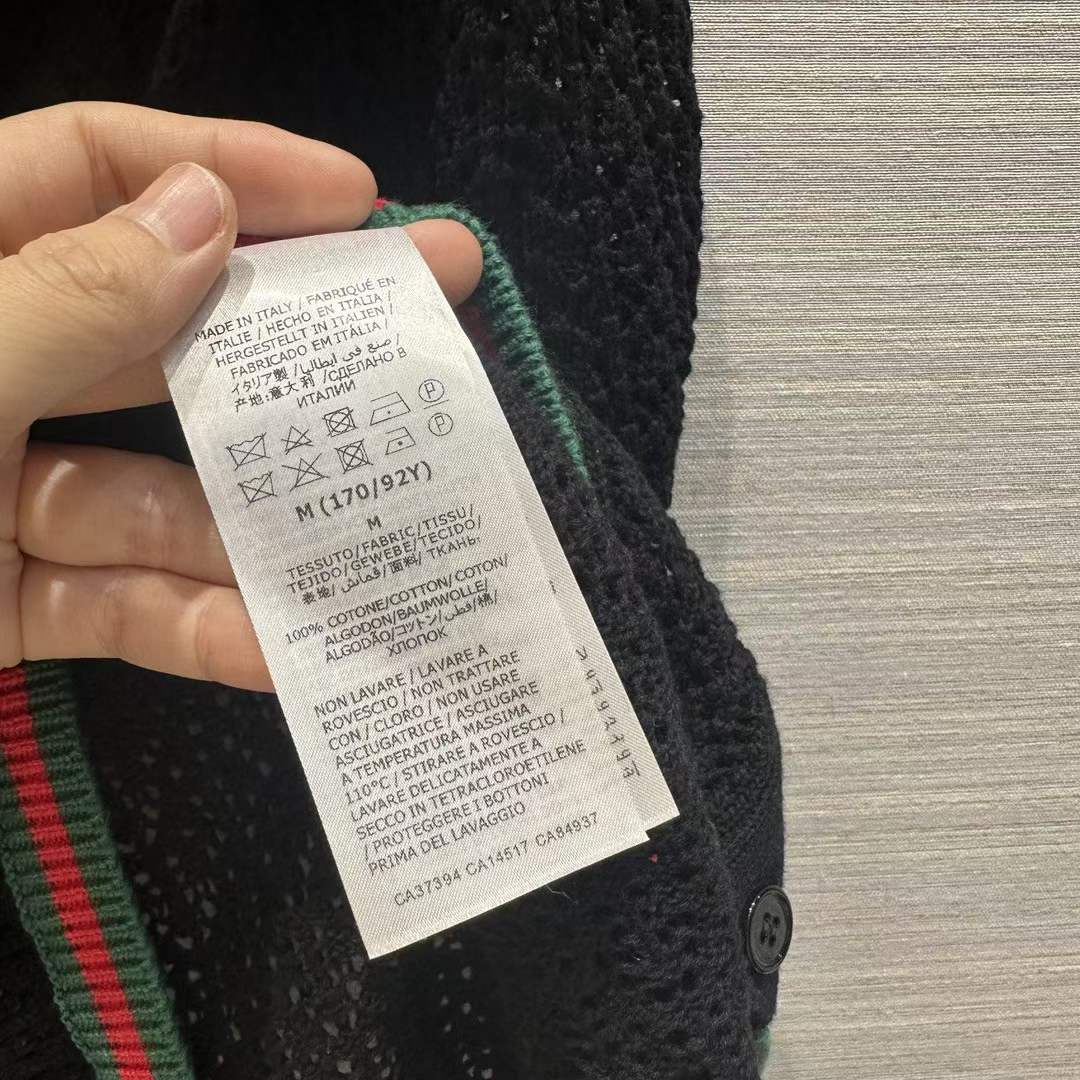 MADE IN ITALY / FABRIQUÉ EN
ITALIE / HECHO EN ITALIA /
HERGESTELLT IN ITALIEN /
FABRICADO EM ITÁLIA /
イタリア製 / صنع في ايطاليا /
产地:意大利 /СДЕЛАНО В
ИТАЛИИ
P
P
M (170/92Y)
M
TESSUTO/FABRIC/TISSU/
TEJIDO/GEWEBE/TECIDO/
表地/ قماش/ 面料/ ТКАНЬ:
100% COTONE/COTTON/COTON/
ALGODON/BAUMWOLLE/
ALGODÃO/コットン/قطن/棉/
ХЛОПОК
NON LAVARE / LAVARE A
ROVESCIO / NON TRATTARE
CON / CLORO / NON USARE
ASCIUGATRICE / ASCIUGARE
A TEMPERATURA MASSIMA
110°C / STIRARE A ROVESCIO /
LAVARE DELICATAMENTE A
SECCO IN TETRACLOROETILENE
/ PROTEGGERE I BOTTONI
PRIMA DEL LAVAGGIO
CA37394 CA14517 CA84937